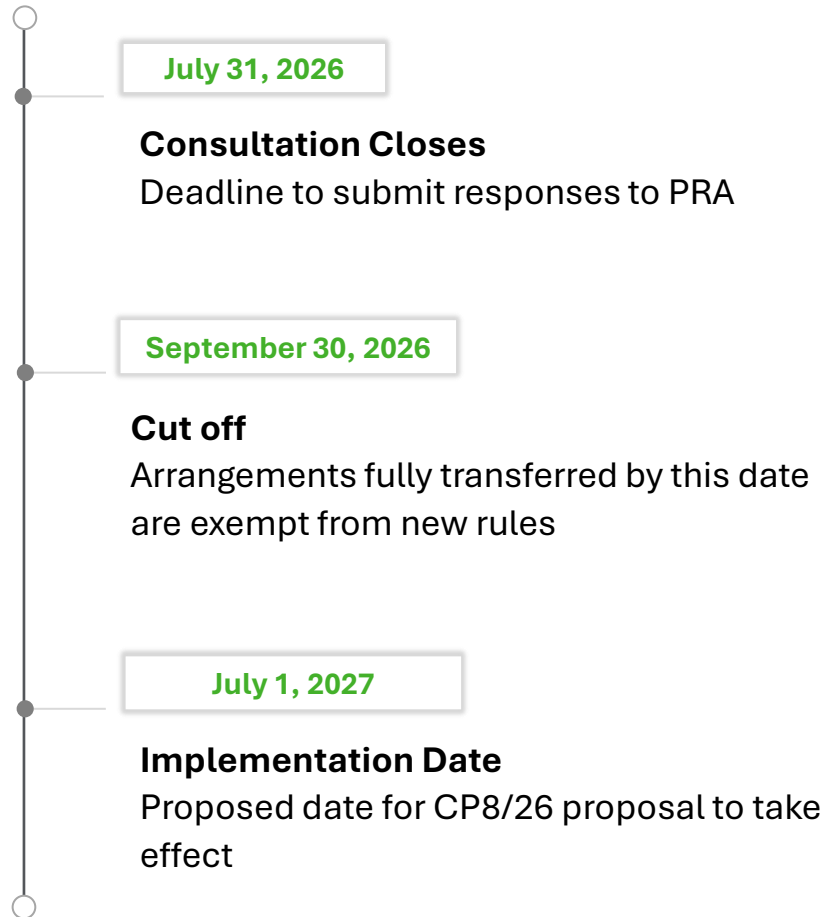 July 31, 2026
Consultation Closes
Deadline to submit responses to PRA
September 30, 2026
Cut off
Arrangements fully transferred by this date
are exempt from new rules
July 1, 2027
Implementation Date
Proposed date for CP8/26 proposal to take
effect